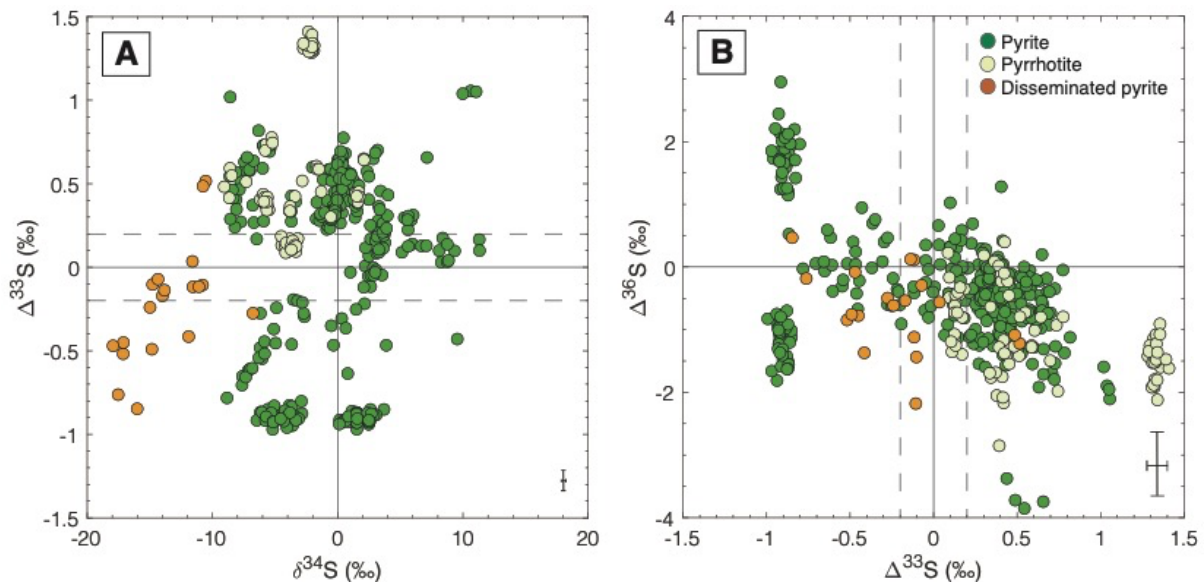 A
1.5
1
0.5
0
-0.5
-1
-1.5
Δ33S (‰)
-20
-10
0
10
20
δ34S (‰)
B
Pyrite
Pyrrhotite
Disseminated pyrite
4
2
0
-2
-4
Δ36S (‰)
-1.5
-1
-0.5
0
0.5
1
1.5
Δ33S (‰)